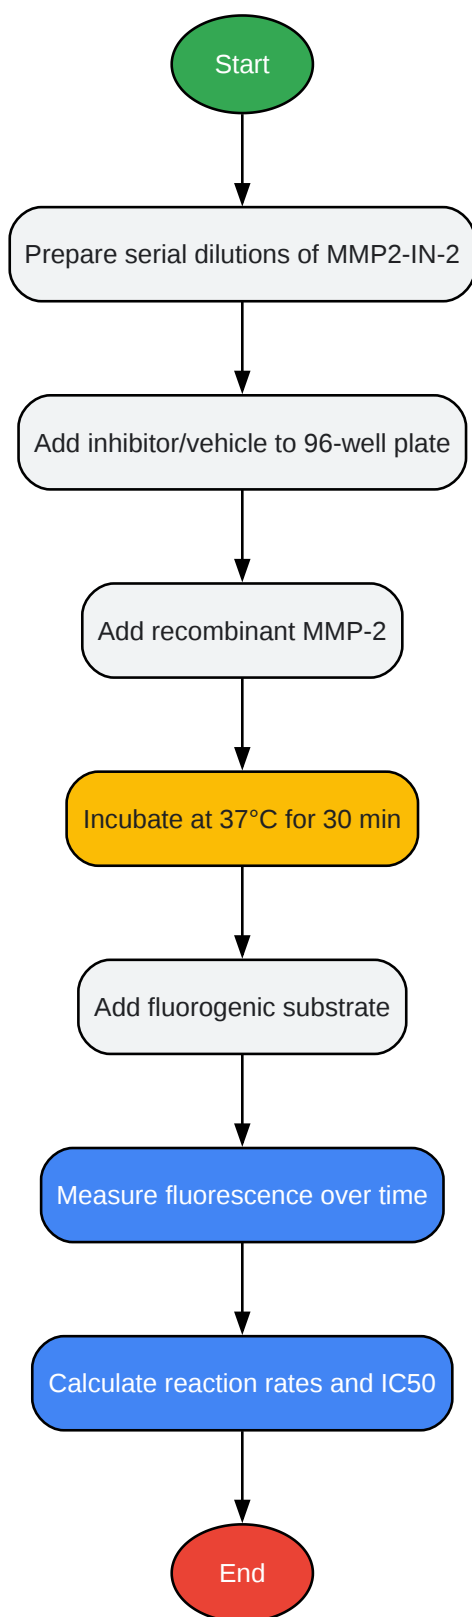 Start
Prepare serial dilutions of MMP2-IN-2
Add inhibitor/vehicle to 96-well plate
Add recombinant MMP-2
Incubate at 37°C for 30 min
Add fluorogenic substrate
Measure fluorescence over time
Calculate reaction rates and IC50
End